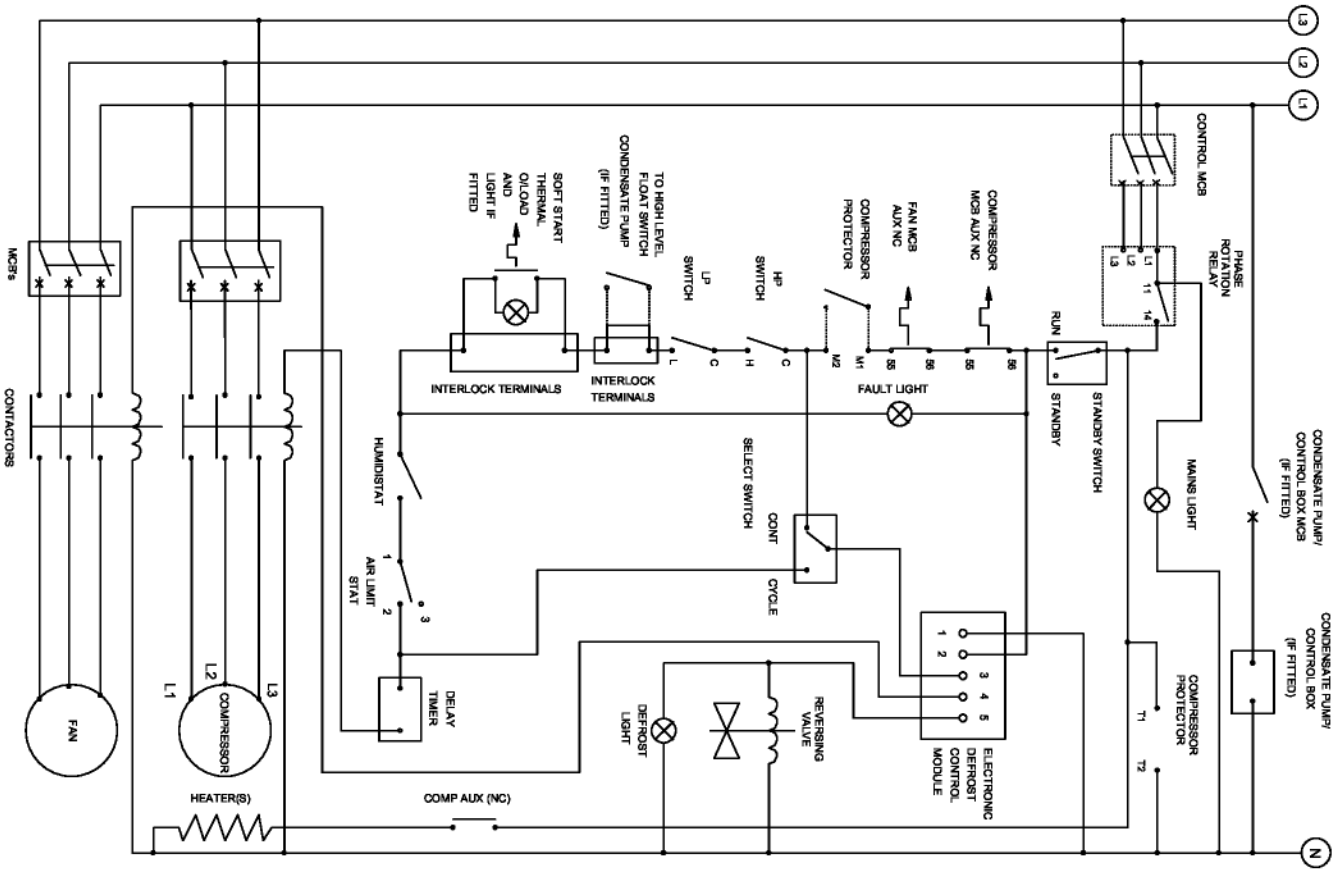 L3
L2
L1
CONTROL MCB
PHASE
ROTATION
RELAY
L1
L2
L3
11
14
CONDENSATE PUMP/
CONTROL BOX MCB
(IF FITTED)
CONDENSATE PUMP/
CONTROL BOX
(IF FITTED)
MAINS LIGHT
RUN
STANDBY
STANDBY SWITCH
COMPRESSOR
MCB AUX NC
56
55
FAN MCB
AUX NC
56
55
COMPRESSOR
PROTECTOR
M1
M2
HP
SWITCH
C
H
LP
SWITCH
C
L
TO HIGH LEVEL
FLOAT SWITCH
CONDENSATE PUMP
(IF FITTED)
SOFT START
THERMAL
O/LOAD
AND
LIGHT IF
FITTED
INTERLOCK TERMINALS
INTERLOCK
TERMINALS
FAULT LIGHT
HUMIDISTAT
1
AIR LIMIT
STAT
2
3
SELECT SWITCH
CONT
CYCLE
DELAY
TIMER
DEFROST
LIGHT
REVERSING
VALVE
1
2
3
4
5
ELECTRONIC
DEFROST
CONTROL
MODULE
COMPRESSOR
PROTECTOR
T1
T2
MCB's
CONTACTORS
FAN
L1
L2
L3
COMPRESSOR
HEATER(S)
COMP AUX (NC)
N